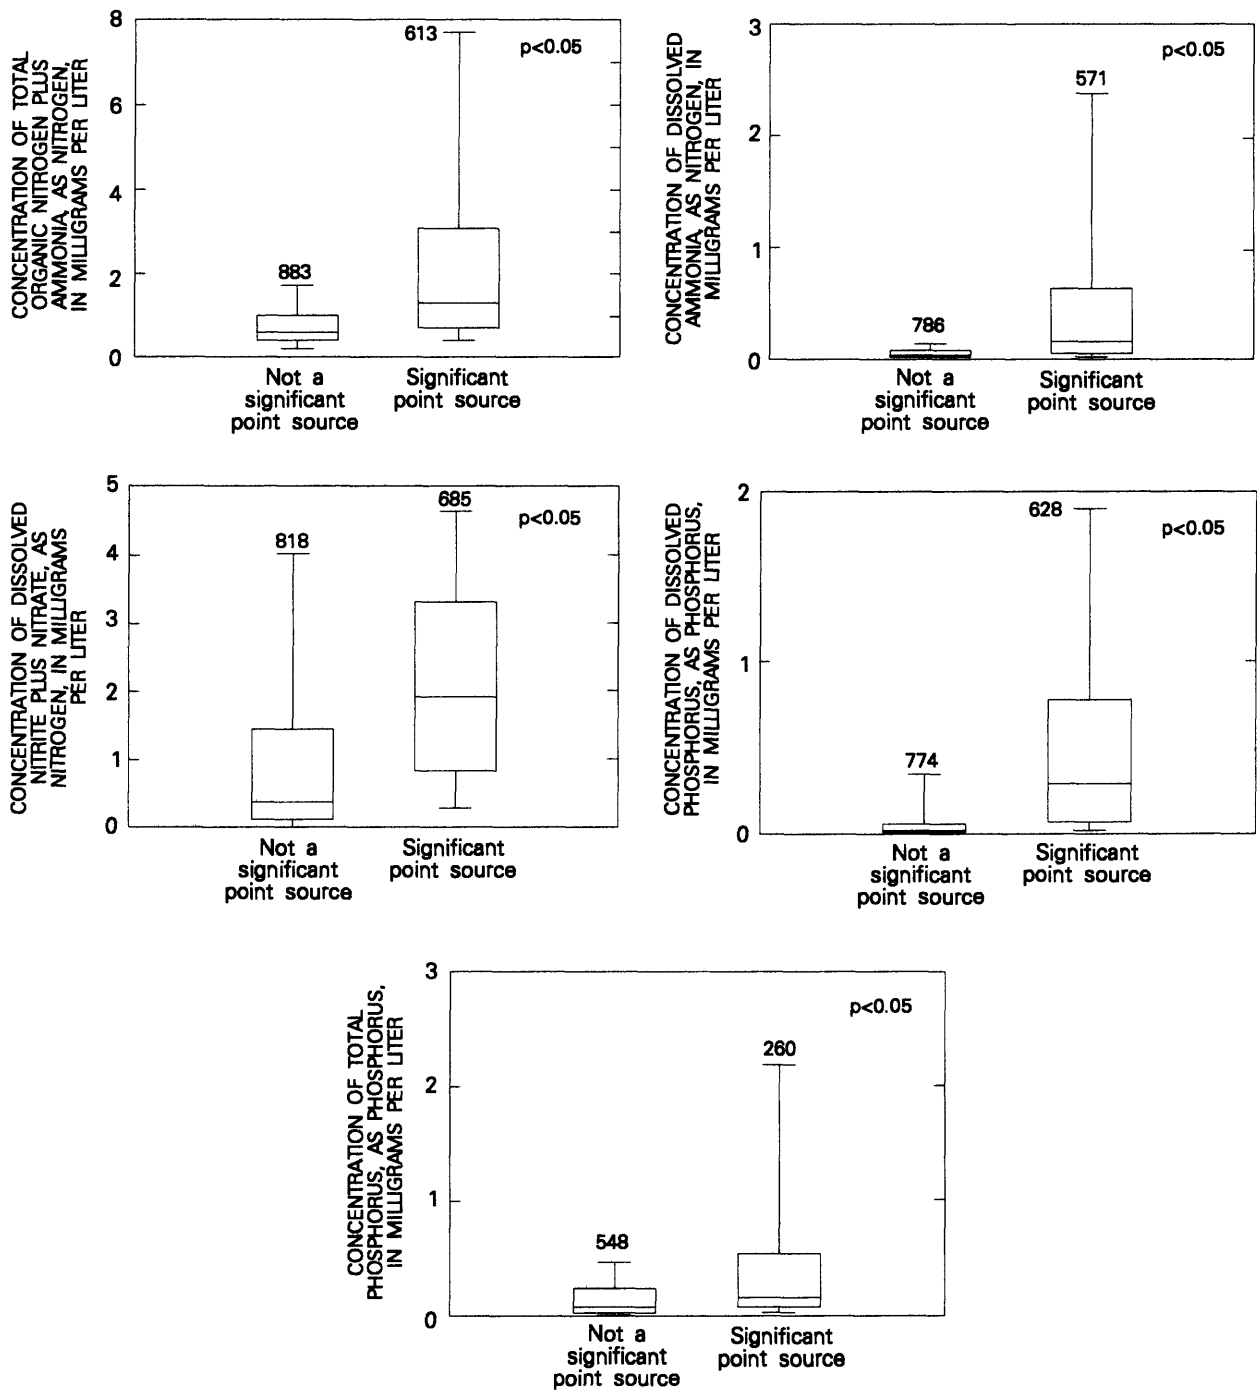 CONCENTRATION OF TOTAL
ORGANIC NITROGEN PLUS
AMMONIA, AS NITROGEN,
IN MILLIGRAMS PER LITER
8
6
4
2
0
613
p<0.05
883
Not a
significant
point source
Significant
point source
CONCENTRATION OF DISSOLVED
AMMONIA, AS NITROGEN, IN
MILLIGRAMS PER LITER
3
2
1
0
571
p<0.05
786
Not a
significant
point source
Significant
point source
CONCENTRATION OF DISSOLVED
NITRITE PLUS NITRATE, AS
NITROGEN, IN MILLIGRAMS
PER LITER
5
4
3
2
1
0
685
p<0.05
818
Not a
significant
point source
Significant
point source
CONCENTRATION OF DISSOLVED
PHOSPHORUS, AS PHOSPHORUS,
IN MILLIGRAMS PER LITER
2
1
0
628
p<0.05
774
Not a
significant
point source
Significant
point source
CONCENTRATION OF TOTAL
PHOSPHORUS, AS PHOSPHORUS,
IN MILLIGRAMS PER LITER
3
2
1
0
p<0.05
260
548
Not a
significant
point source
Significant
point source